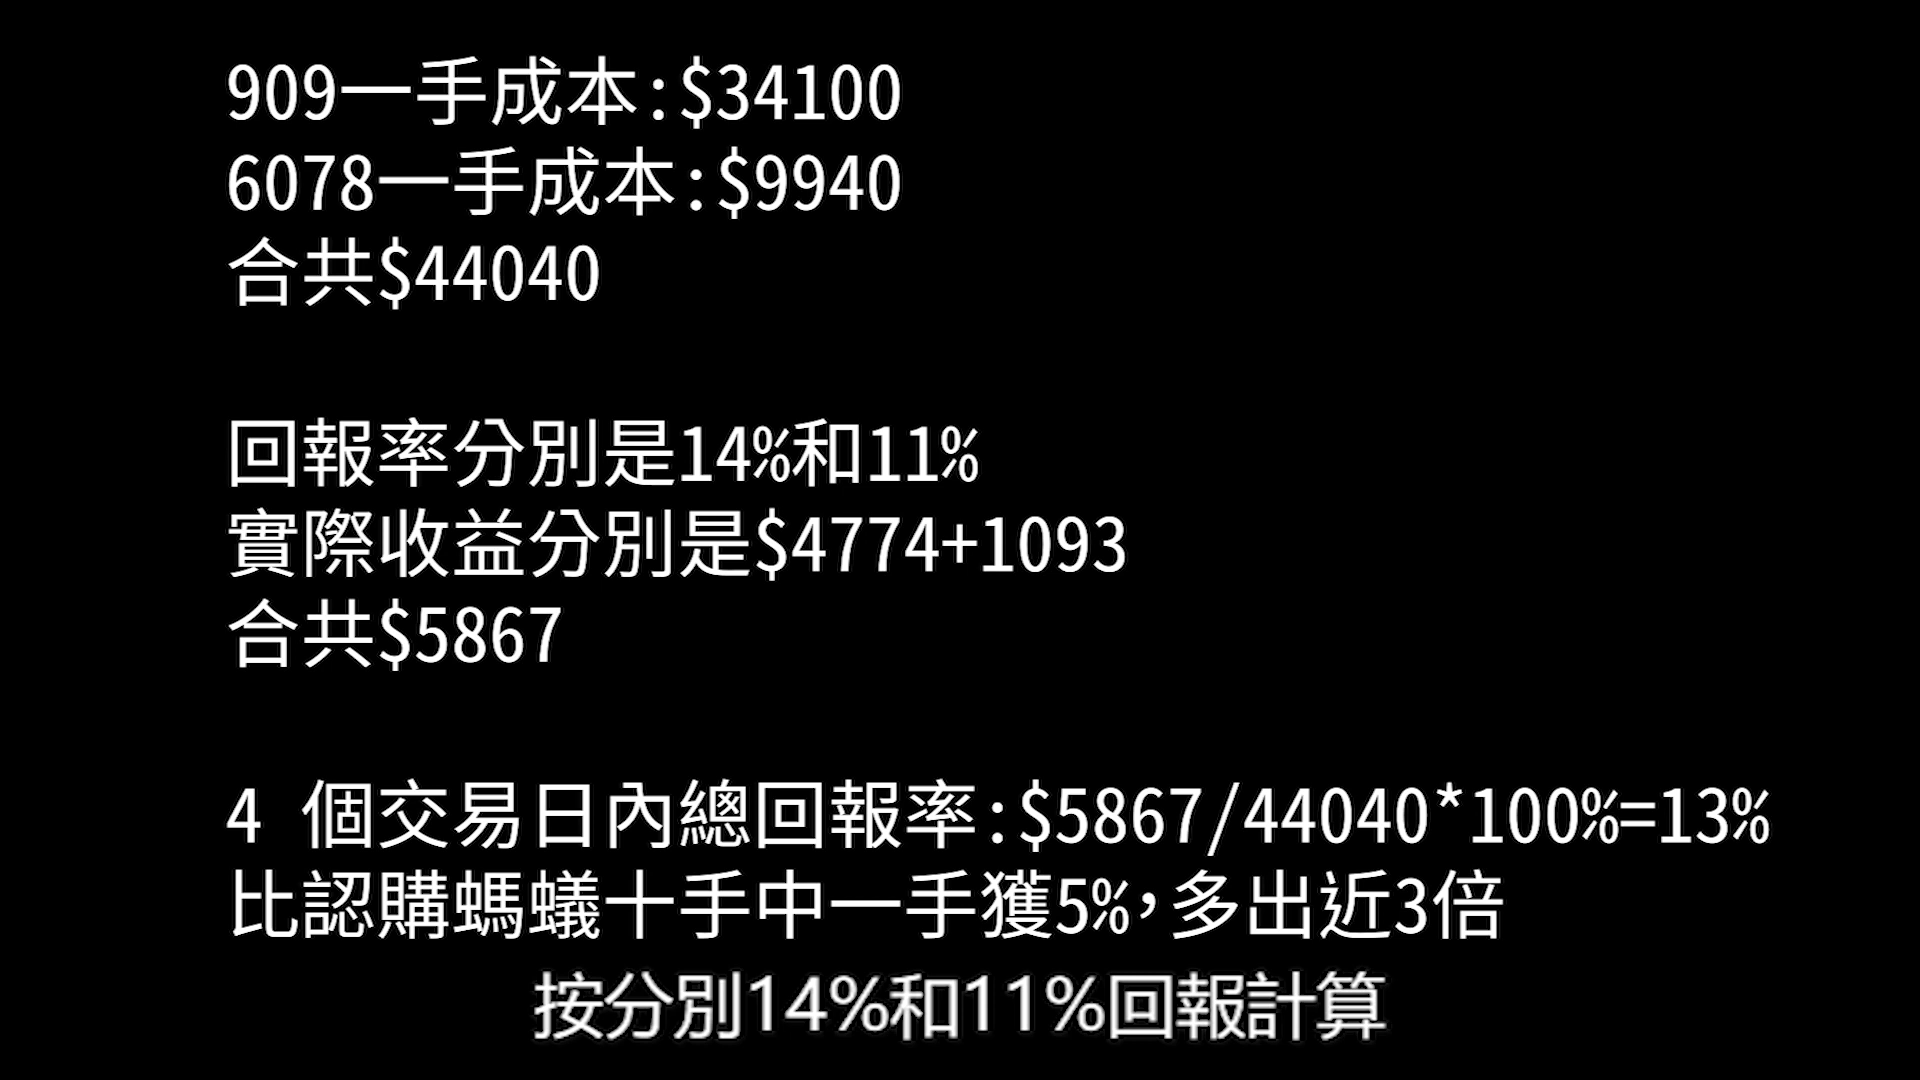 909一手成本:$34100
6078一手成本:$9940
合共$44040
回報率分別是14%和11%
實際收益分別是$4774+1093
合共$5867
4 個交易日內總回報率:$5867/44040*100%=13%
比認購螞蟻十手中一手獲5%,多出近3倍
按分別14%和11%回報計算